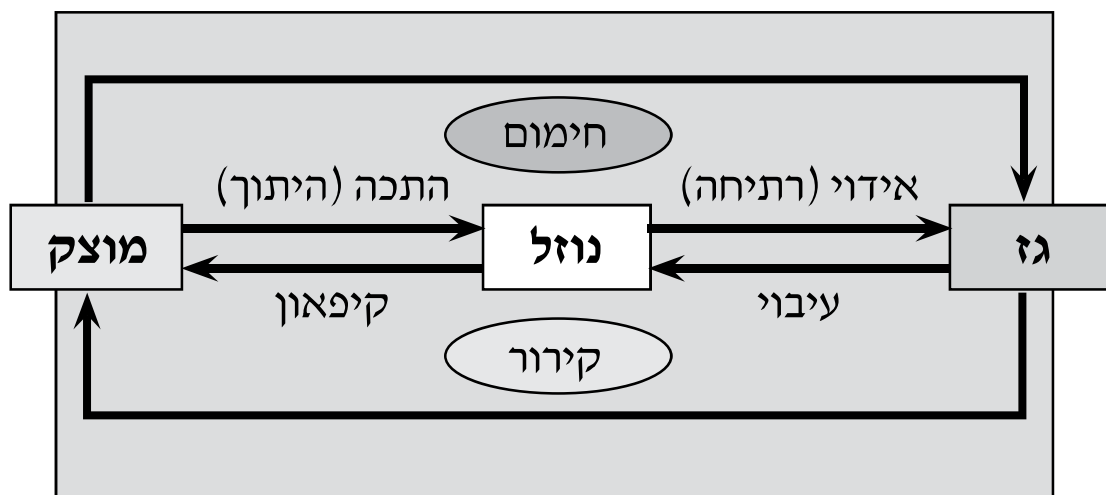 חימום
אידוי (רתיחה)
התכה (היתוך)
גז
נוזל
מוצק
עיבוי
קיפאון
קירור